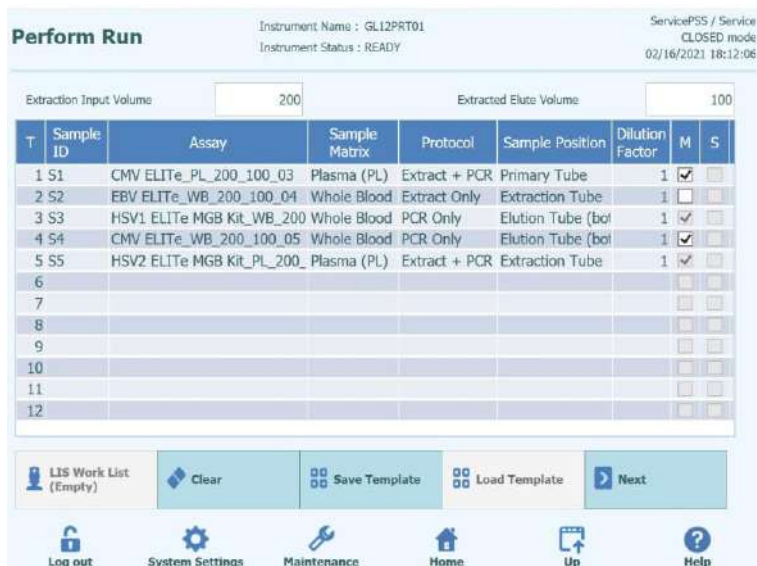 Perform Run
Instrument Name : GL12PRT01
Instrument Status : READY
ServicePSS / Service
CLOSED mode
02/16/2021 18:12:06
Extraction Input Volume 200 Extracted Elute Volume 100
T Sample ID Assay Sample Matrix Protocol Sample Position Dilution Factor M S
1 S1 CMV ELITe_PL_200_100_03 Plasma (PL) Extract + PCR Primary Tube 1
2 S2 EBV ELITe_WB_200_100_04 Whole Blood Extract Only Extraction Tube 1
3 S3 HSV1 ELITe MGB Kit_WB_200 Whole Blood PCR Only Elution Tube (bot 1
4 S4 CMV ELITe_WB_200_100_05 Whole Blood PCR Only Elution Tube (bot 1
5 S5 HSV2 ELITe MGB Kit_PL_200_ Plasma (PL) Extract + PCR Extraction Tube 1
6
7
8
9
10
11
12
LIS Work List (Empty) Clear Save Template Load Template Next
Log out System Settings Maintenance Home Up Help